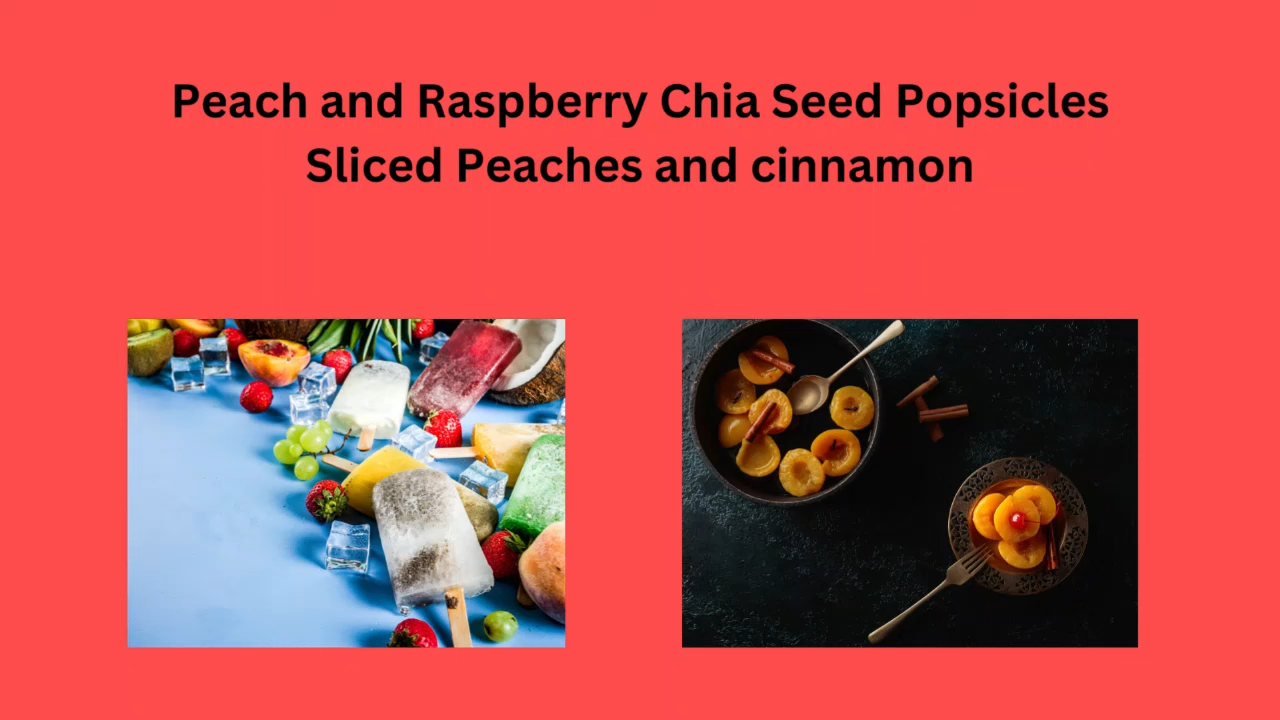 Peach and Raspberry Chia Seed Popsicles
Sliced Peaches and cinnamon